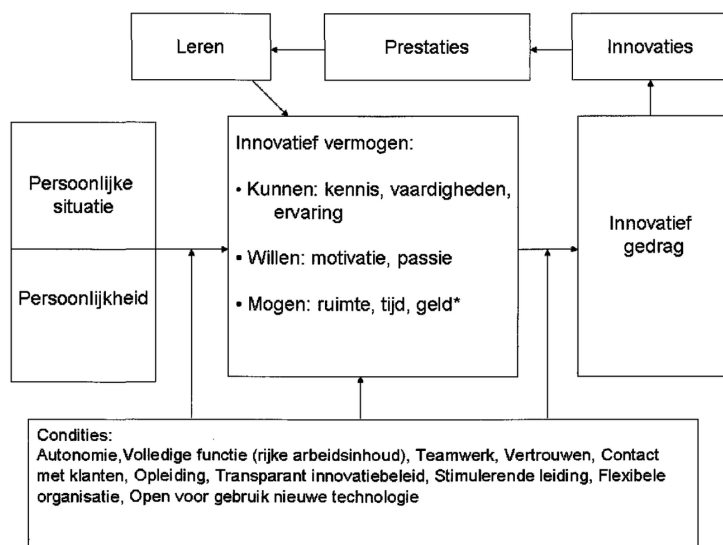 Leren
Prestaties
Innovaties
Persoonlijke
situatie
Persoonlijkheid
Innovatief vermogen:
• Kunnen: kennis, vaardigheden,
ervaring
• Willen: motivatie, passie
• Mogen: ruimte, tijd, geld*
Innovatief
gedrag
Condities:
Autonomie,Volledige functie (rijke arbeidsinhoud), Teamwerk, Vertrouwen, Contact
met klanten, Opleiding, Transparant innovatiebeleid, Stimulerende leiding, Flexibele
organisatie, Open voor gebruik nieuwe technologie